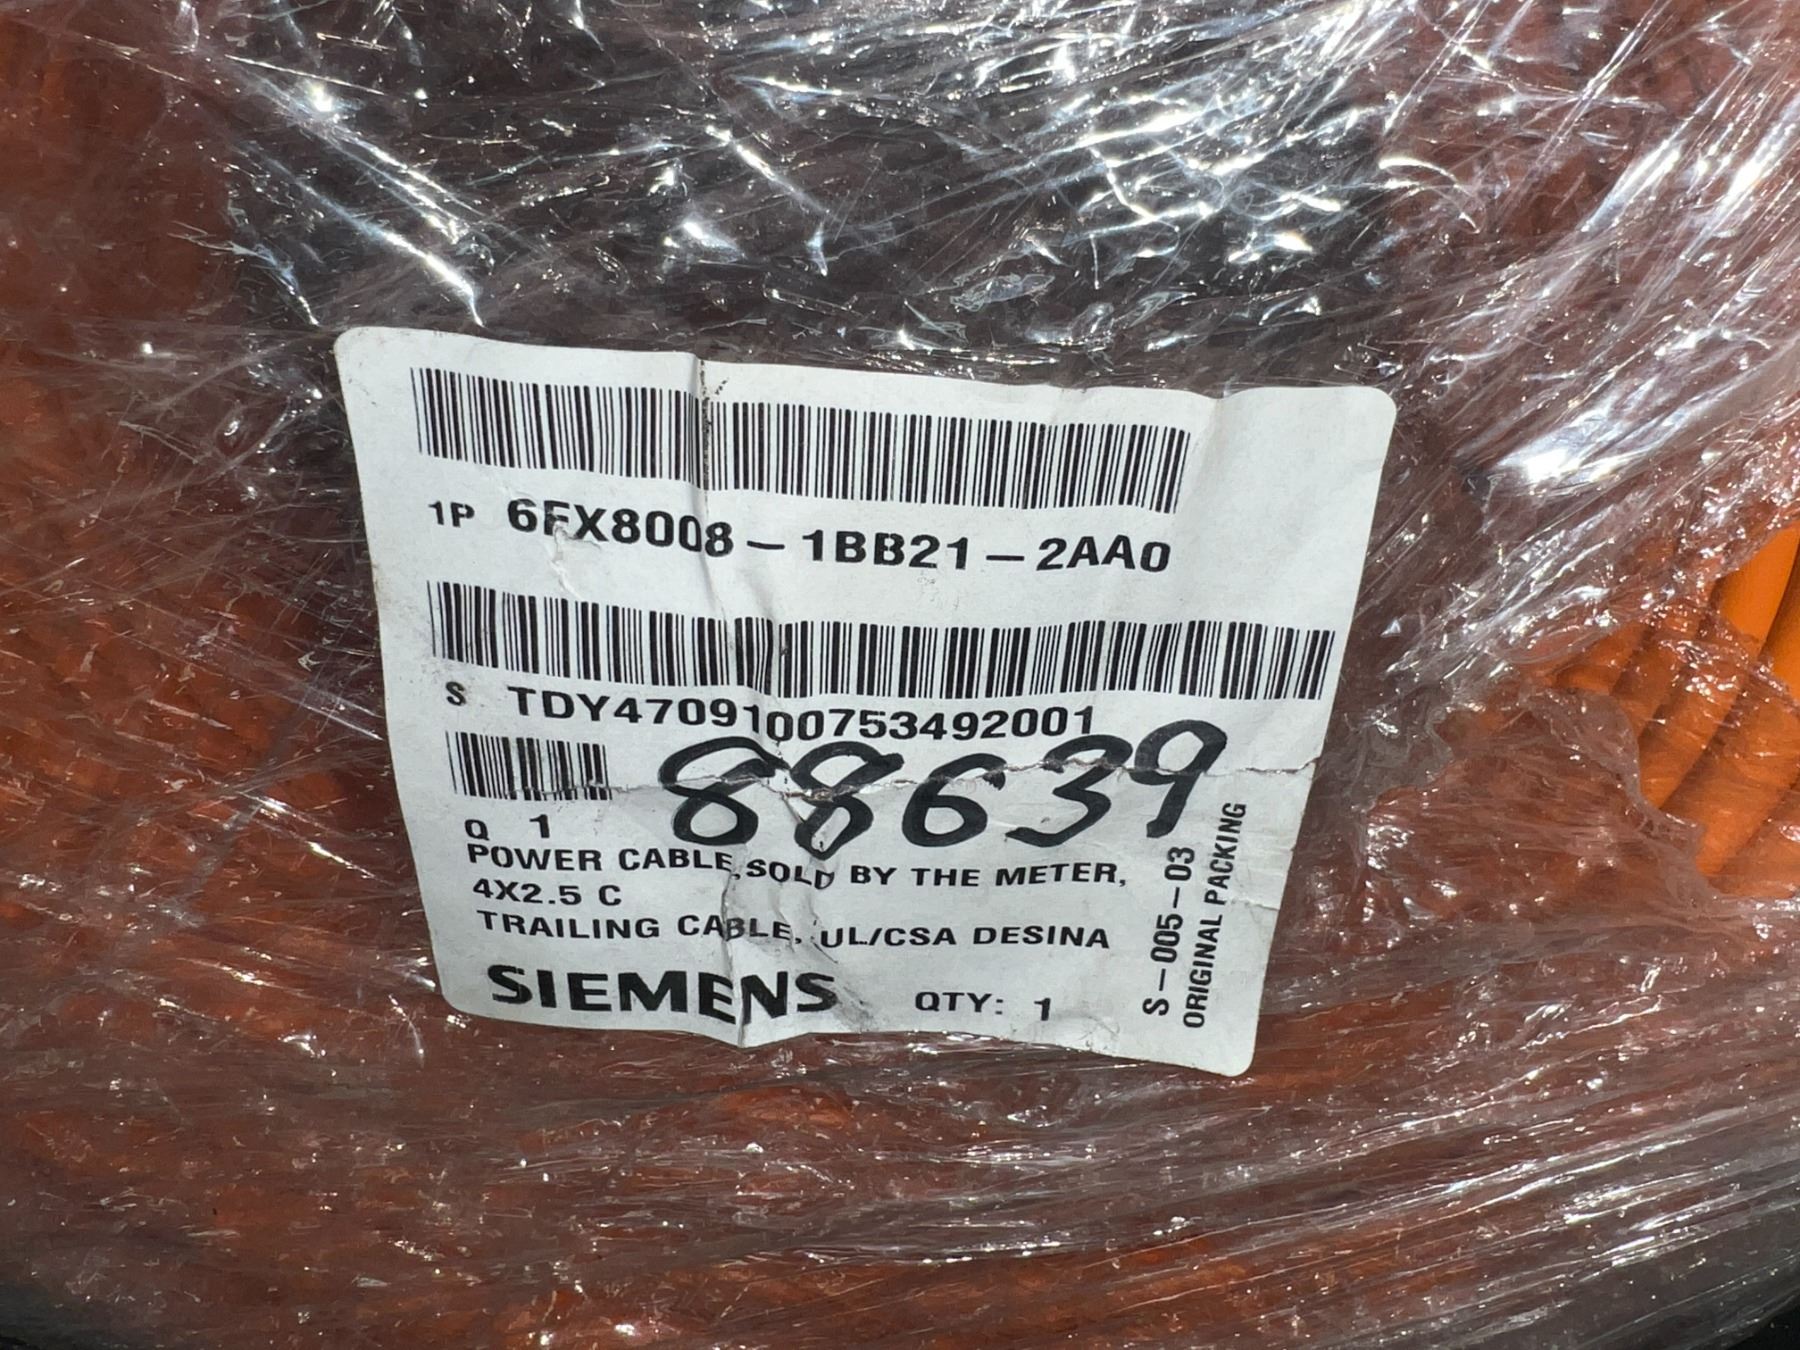 1P 6FX8008-1BB21-2AA0
S TDY4709100753492001
88639
Q 1
POWER CABLE,SOLD BY THE METER,
4X2.5 C
TRAILING CABLE, UL/CSA DESINA
SIEMENS QTY: 1
S-005-03
ORIGINAL PACKING